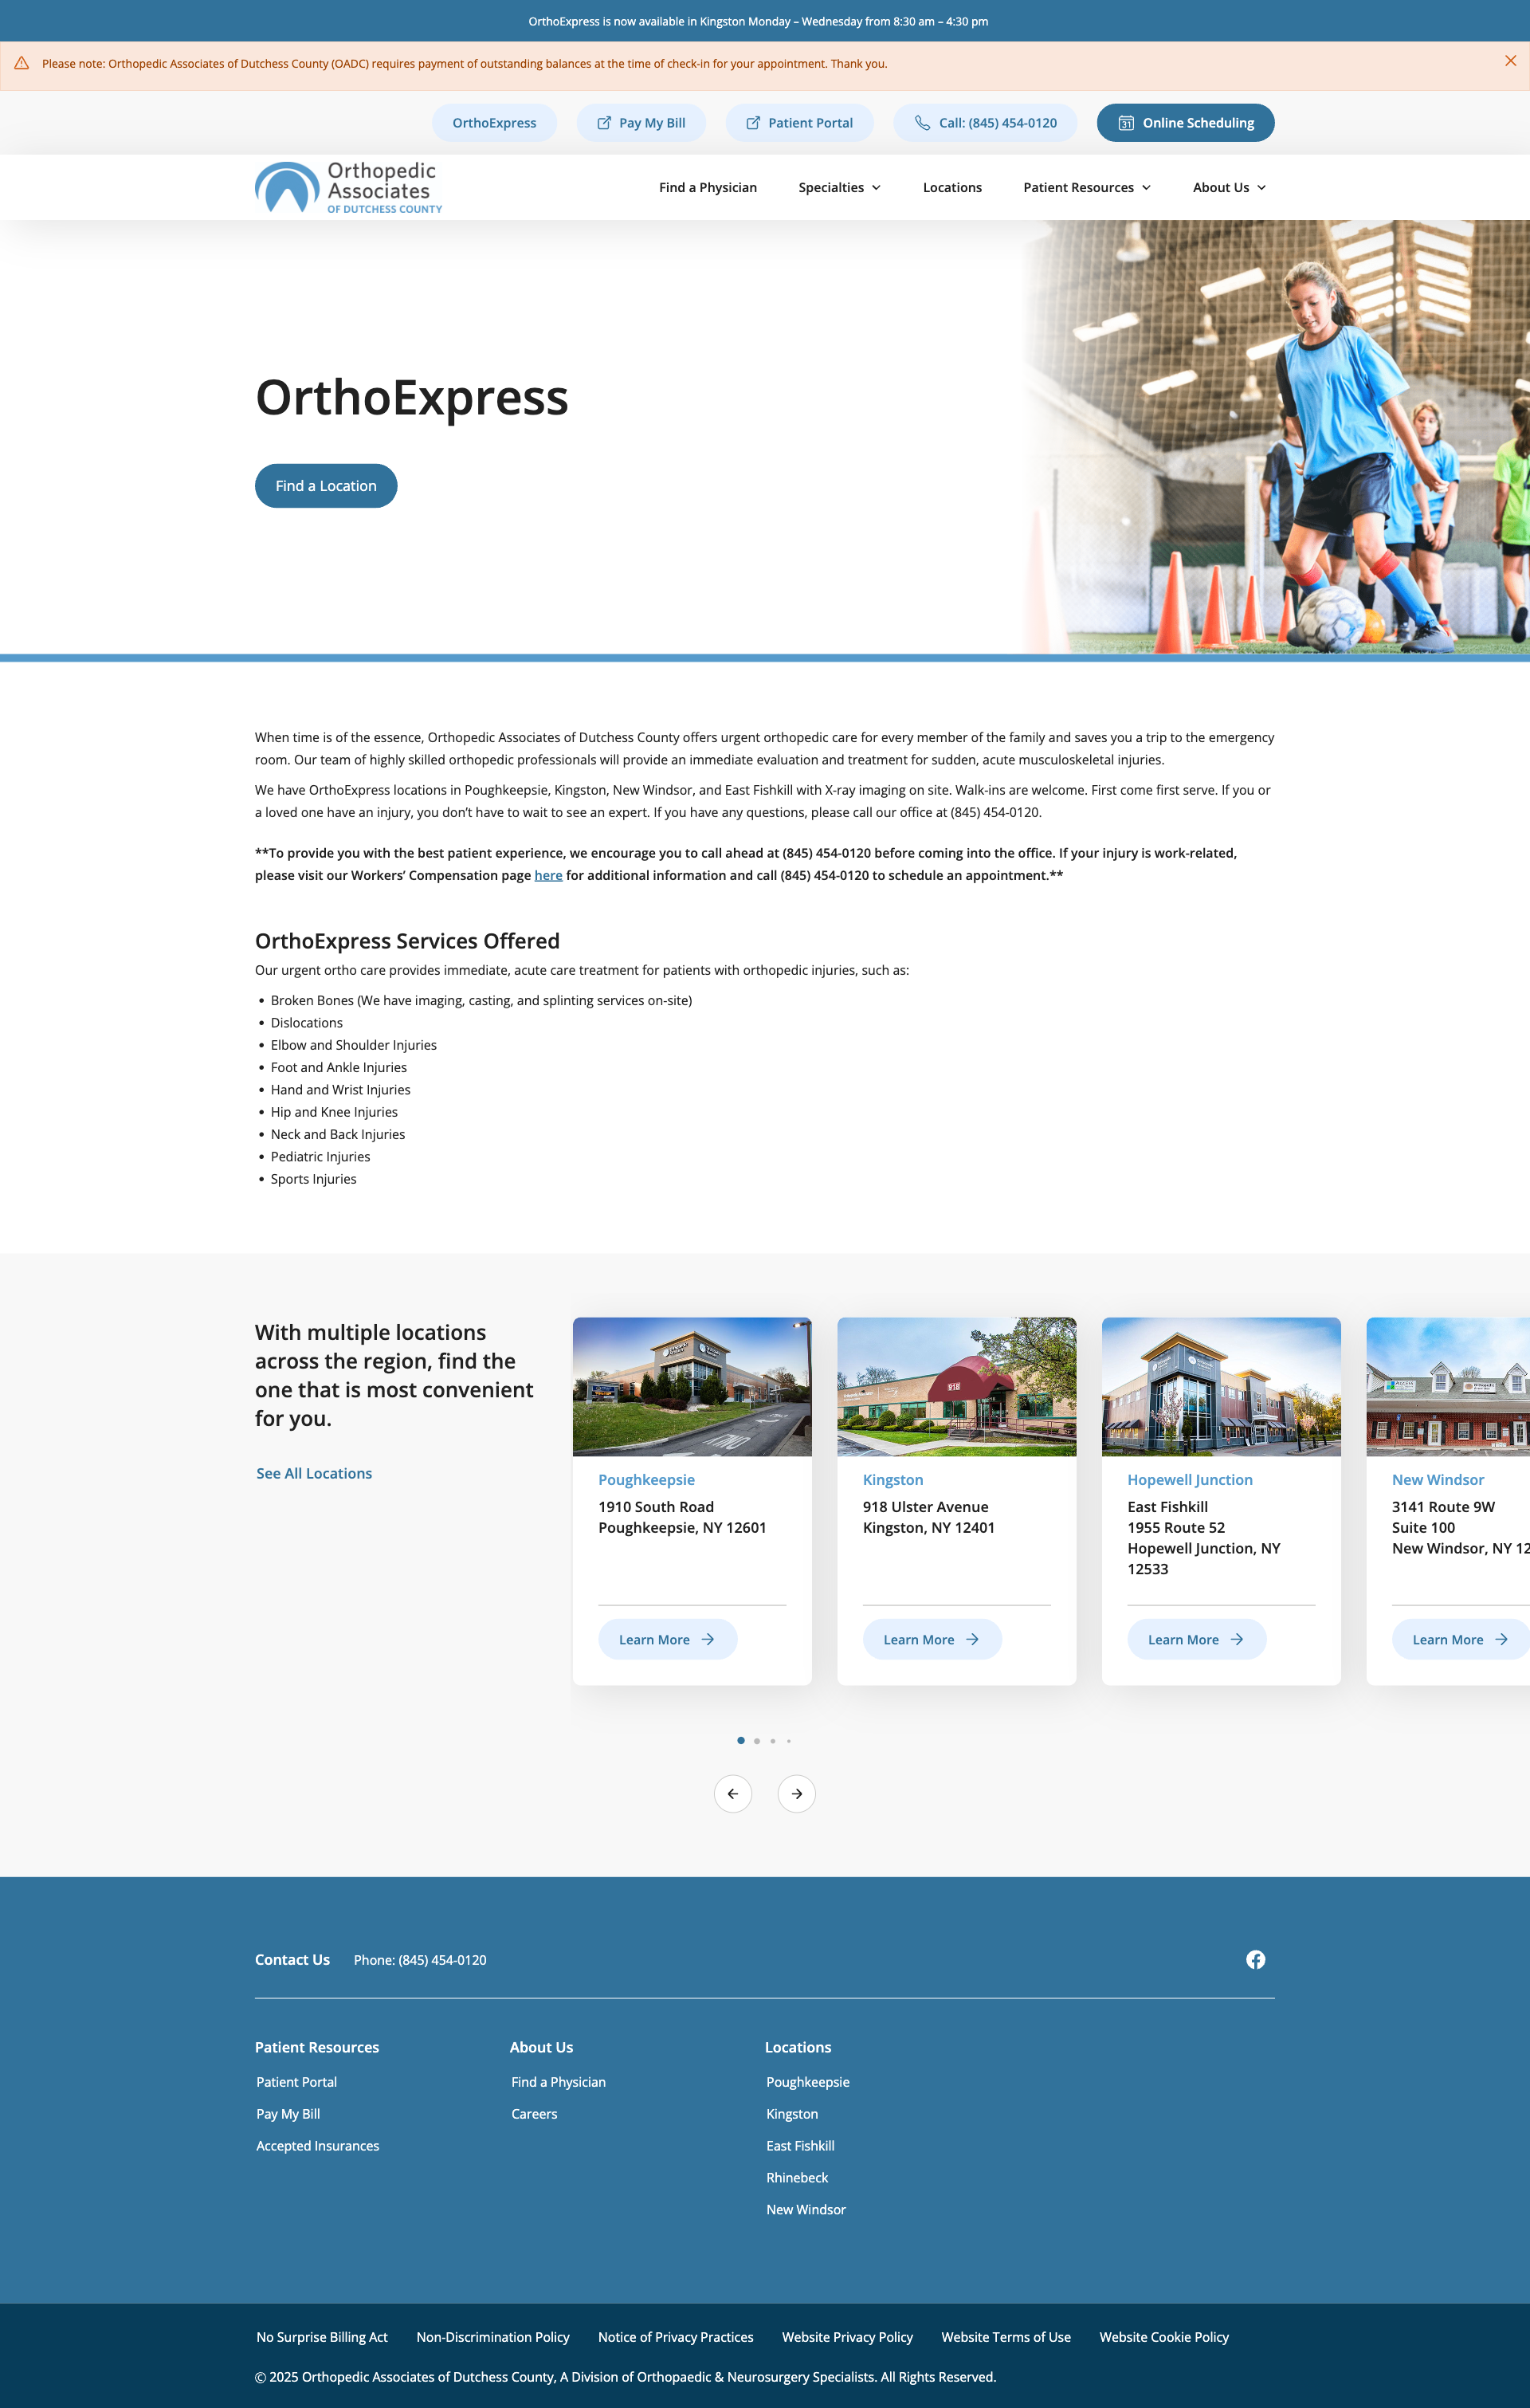 OrthoExpress is now available in Kingston Monday – Wednesday from 8:30 am – 4:30 pm
Please note: Orthopedic Associates of Dutchess County (OADC) requires payment of outstanding balances at the time of check-in for your appointment. Thank you.
OrthoExpress
Pay My Bill
Patient Portal
Call: (845) 454-0120
31
Online Scheduling
Orthopedic
Associates
OF DUTCHESS COUNTY
Find a Physician
Specialties
Locations
Patient Resources
About Us
OrthoExpress
Find a Location
When time is of the essence, Orthopedic Associates of Dutchess County offers urgent orthopedic care for every member of the family and saves you a trip to the emergency
room. Our team of highly skilled orthopedic professionals will provide an immediate evaluation and treatment for sudden, acute musculoskeletal injuries.
We have OrthoExpress locations in Poughkeepsie, Kingston, New Windsor, and East Fishkill with X-ray imaging on site. Walk-ins are welcome. First come first serve. If you or
a loved one have an injury, you don’t have to wait to see an expert. If you have any questions, please call our office at (845) 454-0120.
**To provide you with the best patient experience, we encourage you to call ahead at (845) 454-0120 before coming into the office. If your injury is work-related,
please visit our Workers’ Compensation page here for additional information and call (845) 454-0120 to schedule an appointment.**
OrthoExpress Services Offered
Our urgent ortho care provides immediate, acute care treatment for patients with orthopedic injuries, such as:
• Broken Bones (We have imaging, casting, and splinting services on-site)
• Dislocations
• Elbow and Shoulder Injuries
• Foot and Ankle Injuries
• Hand and Wrist Injuries
• Hip and Knee Injuries
• Neck and Back Injuries
• Pediatric Injuries
• Sports Injuries
With multiple locations
across the region, find the
one that is most convenient
for you.
See All Locations
Poughkeepsie
1910 South Road
Poughkeepsie, NY 12601
Learn More
918
Kingston
918 Ulster Avenue
Kingston, NY 12401
Learn More
Hopewell Junction
East Fishkill
1955 Route 52
Hopewell Junction, NY
12533
Learn More
New Windsor
3141 Route 9W
Suite 100
New Windsor, NY 12
Learn More
Contact Us
Phone: (845) 454-0120
Patient Resources
Patient Portal
Pay My Bill
Accepted Insurances
About Us
Find a Physician
Careers
Locations
Poughkeepsie
Kingston
East Fishkill
Rhinebeck
New Windsor
No Surprise Billing Act
Non-Discrimination Policy
Notice of Privacy Practices
Website Privacy Policy
Website Terms of Use
Website Cookie Policy
© 2025 Orthopedic Associates of Dutchess County, A Division of Orthopaedic & Neurosurgery Specialists. All Rights Reserved.